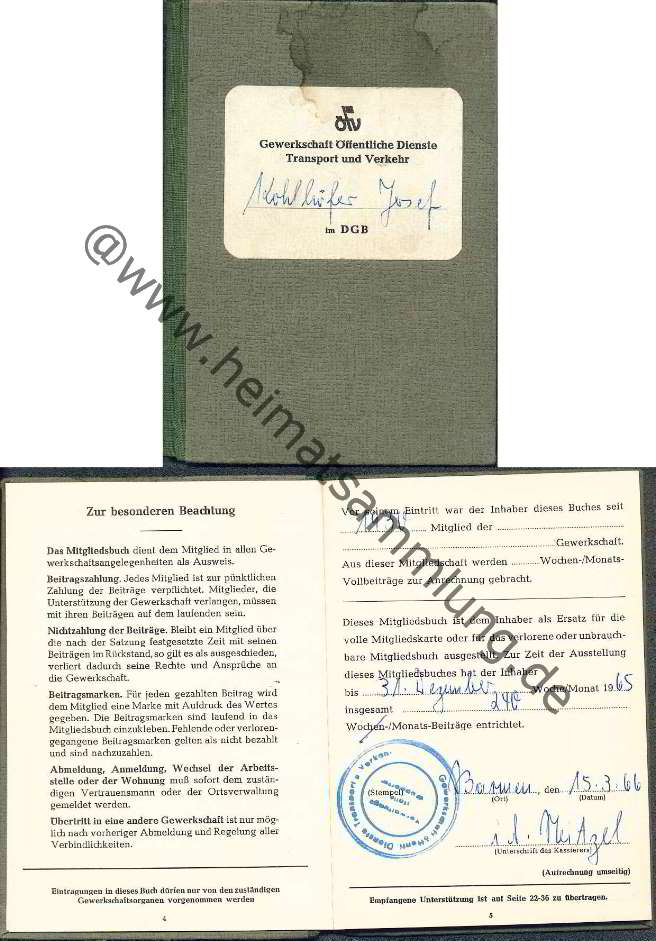 ötv
Gewerkschaft Öffentliche Dienste
Transport und Verkehr
Kohlhöfer Josef
im DGB
@www.heimatsammlung.de
Zur besonderen Beachtung
Das Mitgliedsbuch dient dem Mitglied in allen Ge-
werkschaftsangelegenheiten als Ausweis.
Beitragszahlung. Jedes Mitglied ist zur pünktlichen
Zahlung der Beiträge verpflichtet. Mitglieder, die
Unterstützung der Gewerkschaft verlangen, müssen
mit ihren Beiträgen auf dem laufenden sein.
Nichtzahlung der Beiträge. Bleibt ein Mitglied über
die nach der Satzung festgesetzte Zeit mit seinen
Beiträgen im Rückstand, so gilt es als ausgeschieden,
verliert dadurch seine Rechte und Ansprüche an
die Gewerkschaft.
Beitragsmarken. Für jeden gezahlten Beitrag wird
dem Mitglied eine Marke mit Aufdruck des Wertes
gegeben. Die Beitragsmarken sind laufend in das
Mitgliedsbuch einzukleben. Fehlende oder verloren-
gegangene Beitragsmarken gelten als nicht bezahlt
und sind nachzuzahlen.
Abmeldung, Anmeldung, Wechsel der Arbeits-
stelle oder der Wohnung muß sofort dem zustän-
digen Vertrauensmann oder der Ortsverwaltung
gemeldet werden.
Übertritt in eine andere Gewerkschaft ist nur mög-
lich nach vorheriger Abmeldung und Regelung aller
Verbindlichkeiten.
Eintragungen in dieses Buch dürfen nur von den zuständigen
Gewerkschaftsorganen vorgenommen werden
4
Vor seinem Eintritt war der Inhaber dieses Buches seit
Mitglied der
Gewerkschaft.
Aus dieser Mitgliedschaft werden Wochen-/Monats-
Vollbeiträge zur Anrechnung gebracht.
Dieses Mitgliedsbuch ist dem Inhaber als Ersatz für die
volle Mitgliedskarte oder für das verlorene oder unbrauch-
bare Mitgliedsbuch ausgestellt. Zur Zeit der Ausstellung
dieses Mitgliedsbuches hat der Inhaber
bis 31. Dezember Woche/Monat 1965
insgesamt 240
Wochen-/Monats-Beiträge entrichtet.
Barmen, den 15.3.66
(Stempel) (Ort) (Datum)
i.A.
(Unterschrift des Kassierers)
(Aufrechnung umseitig)
Empfangene Unterstützung ist auf Seite 22-36 zu übertragen.
5